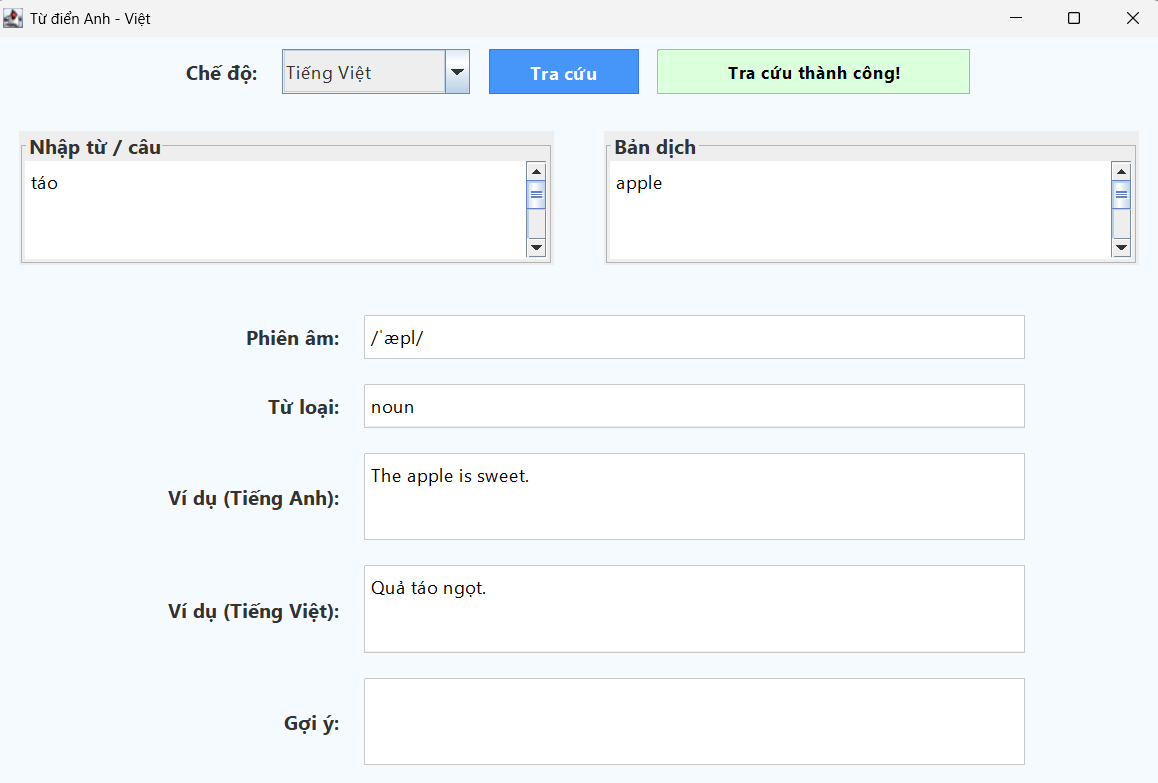 Từ điển Anh - Việt
Chế độ: Tiếng Việt Tra cứu Tra cứu thành công!
Nhập từ / câu
táo
Bản dịch
apple
Phiên âm: /ˈæpl/
Từ loại: noun
Ví dụ (Tiếng Anh): The apple is sweet.
Ví dụ (Tiếng Việt): Quả táo ngọt.
Gợi ý: